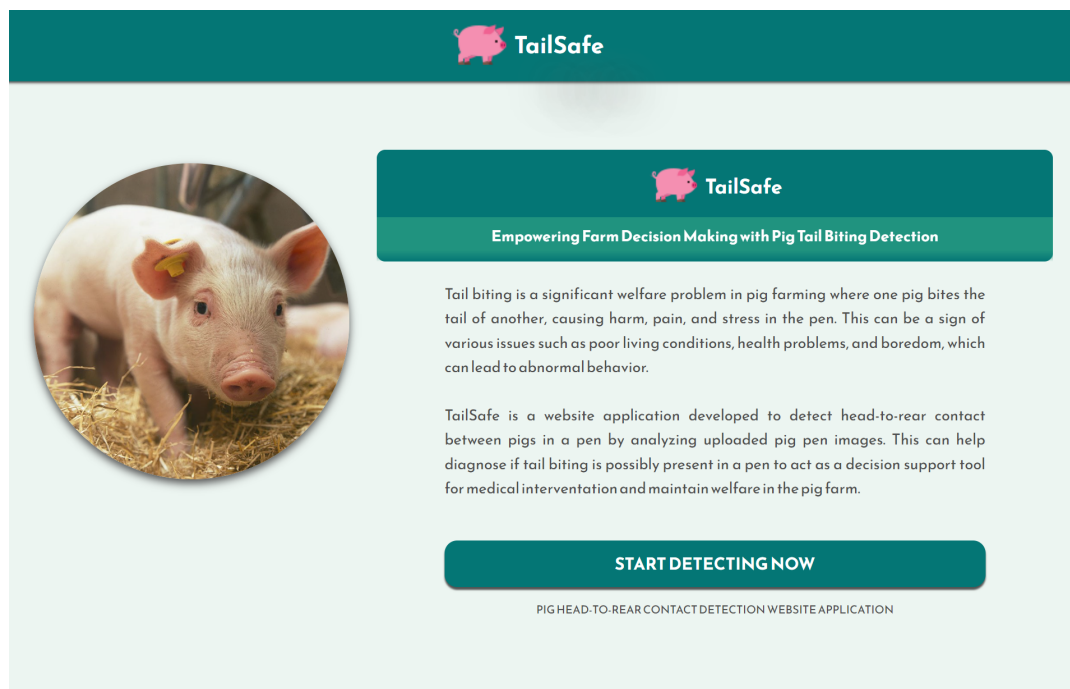 TailSafe
TailSafe
Empowering Farm Decision Making with Pig Tail Biting Detection
Tail biting is a significant welfare problem in pig farming where one pig bites the
tail of another, causing harm, pain, and stress in the pen. This can be a sign of
various issues such as poor living conditions, health problems, and boredom, which
can lead to abnormal behavior.
TailSafe is a website application developed to detect head-to-rear contact
between pigs in a pen by analyzing uploaded pig pen images. This can help
diagnose if tail biting is possibly present in a pen to act as a decision support tool
for medical interventation and maintain welfare in the pig farm.
START DETECTING NOW
PIG HEAD-TO-REAR CONTACT DETECTION WEBSITE APPLICATION